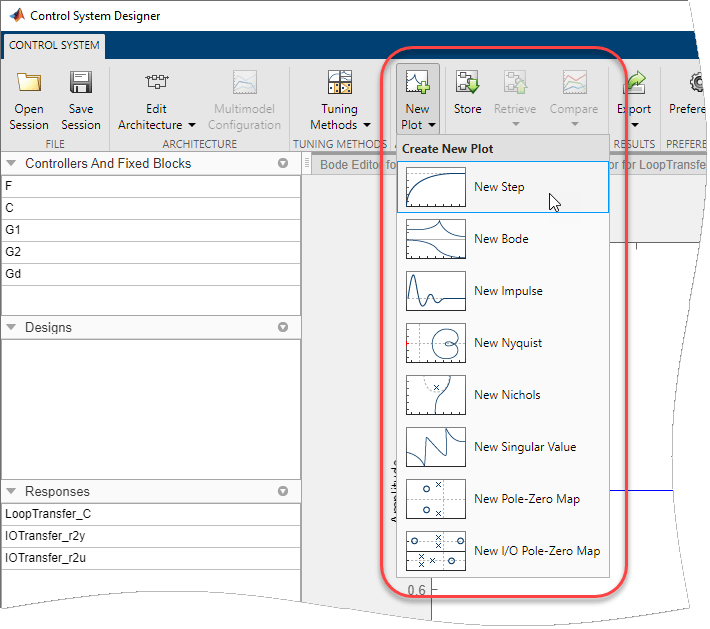 Control System Designer
CONTROL SYSTEM
Open Session
Save Session
FILE
Edit Architecture
Multimodel Configuration
ARCHITECTURE
Tuning Methods
TUNING METHODS
New Plot
Store
Retrieve
Compare
Export
RESULTS
Prefere
PREFERE
Controllers And Fixed Blocks
F
C
G1
G2
Gd
Designs
Responses
LoopTransfer_C
IOTransfer_r2y
IOTransfer_r2u
Bode Editor fo
or for LoopTransfer
Create New Plot
New Step
New Bode
New Impulse
New Nyquist
New Nichols
New Singular Value
New Pole-Zero Map
New I/O Pole-Zero Map
Amplitude
0.6